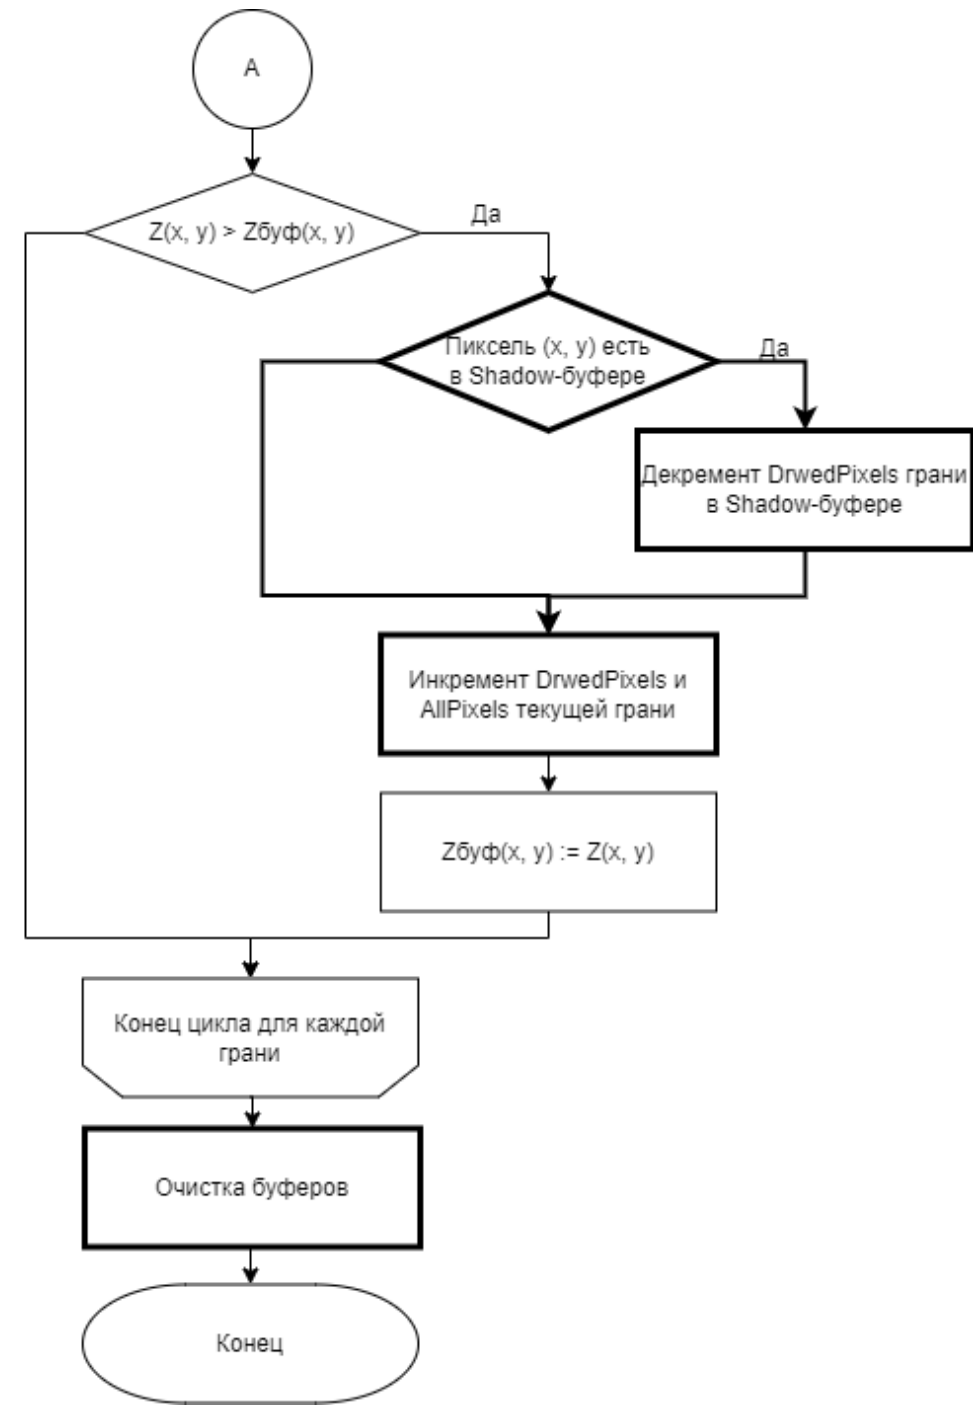 A
Z(x, y) > Zбуф(x, y)
Да
Пиксель (x, y) есть
в Shadow-буфере
Да
Декремент DrwedPixels грани
в Shadow-буфере
Инкремент DrwedPixels и
AllPixels текущей грани
Zбуф(x, y) := Z(x, y)
Конец цикла для каждой
грани
Очистка буферов
Конец